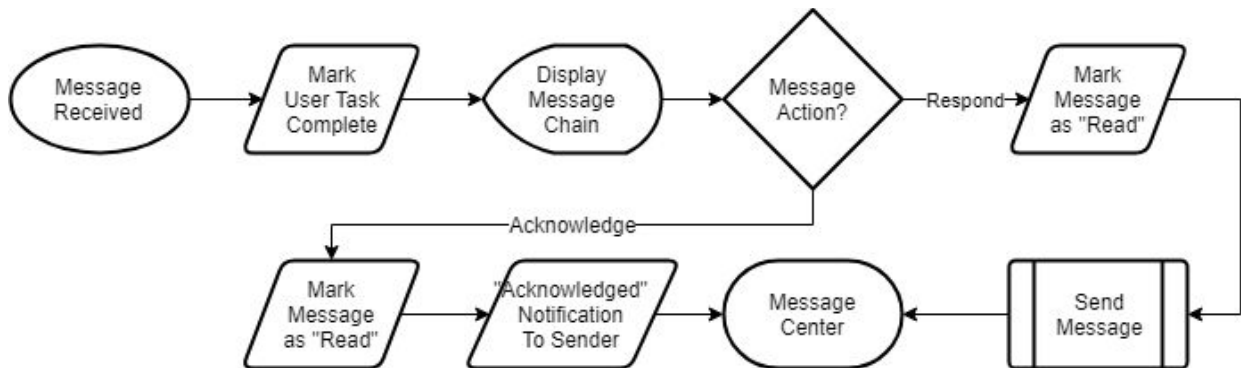 Message
Received
Mark
User Task
Complete
Display
Message
Chain
Message
Action?
Respond
Mark
Message
as "Read"
Acknowledge
Mark
Message
as "Read"
"Acknowledged"
Notification
To Sender
Message
Center
Send
Message